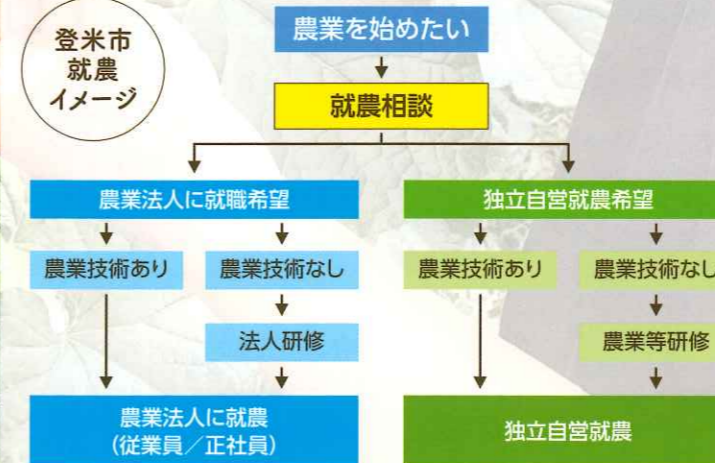 登米市
就農
イメージ
農業を始めたい
就農相談
農業法人に就職希望
独立自営就農希望
農業技術あり
農業技術なし
農業技術あり
農業技術なし
法人研修
農業等研修
農業法人に就農
(従業員/正社員)
独立自営就農